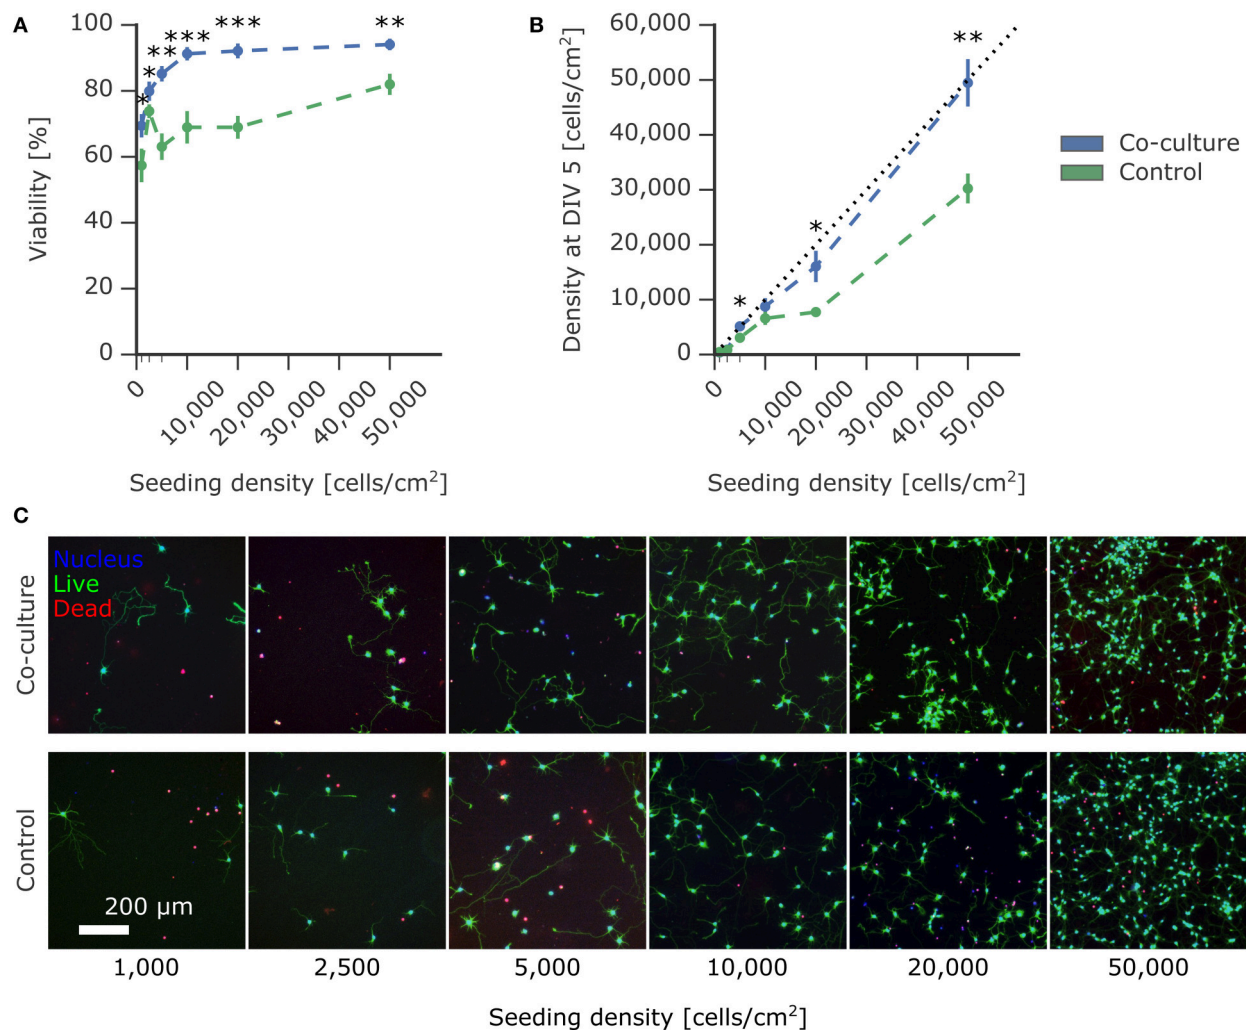 A
Viability [%]
100
80
60
40
20
0
*
*
**
***
***
**
0
10,000
20,000
30,000
40,000
50,000
Seeding density [cells/cm²]
B
Density at DIV 5 [cells/cm²]
60,000
50,000
40,000
30,000
20,000
10,000
0
*
*
**
0
10,000
20,000
30,000
40,000
50,000
Seeding density [cells/cm²]
Co-culture
Control
C
Co-culture
Nucleus
Live
Dead
Control
200 μm
1,000 2,500 5,000 10,000 20,000 50,000
Seeding density [cells/cm²]